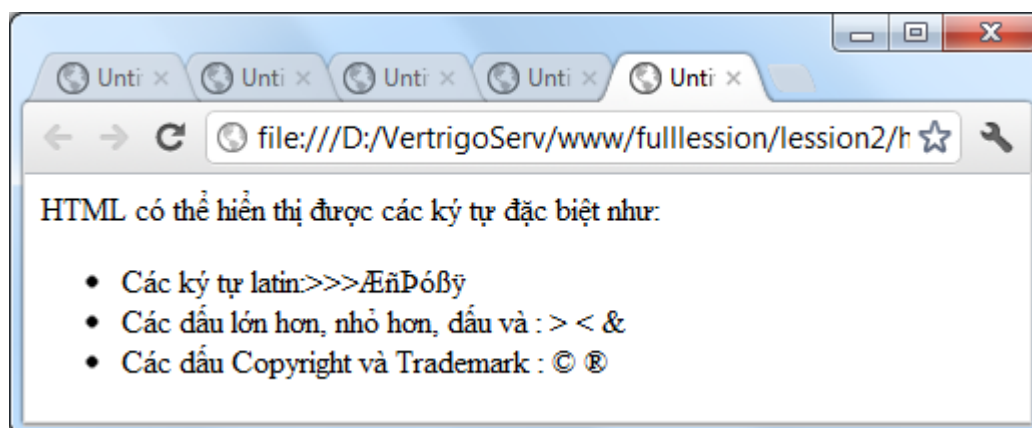 Unti Unti Unti Unti Unti
file:///D:/VertrigoServ/www/fulllession/lession2/h
HTML có thể hiển thị được các ký tự đặc biệt như:
• Các ký tự latin:>>>ÆñÞóßÿ
• Các dấu lớn hơn, nhỏ hơn, dấu và : > < &
• Các dấu Copyright và Trademark : © ®